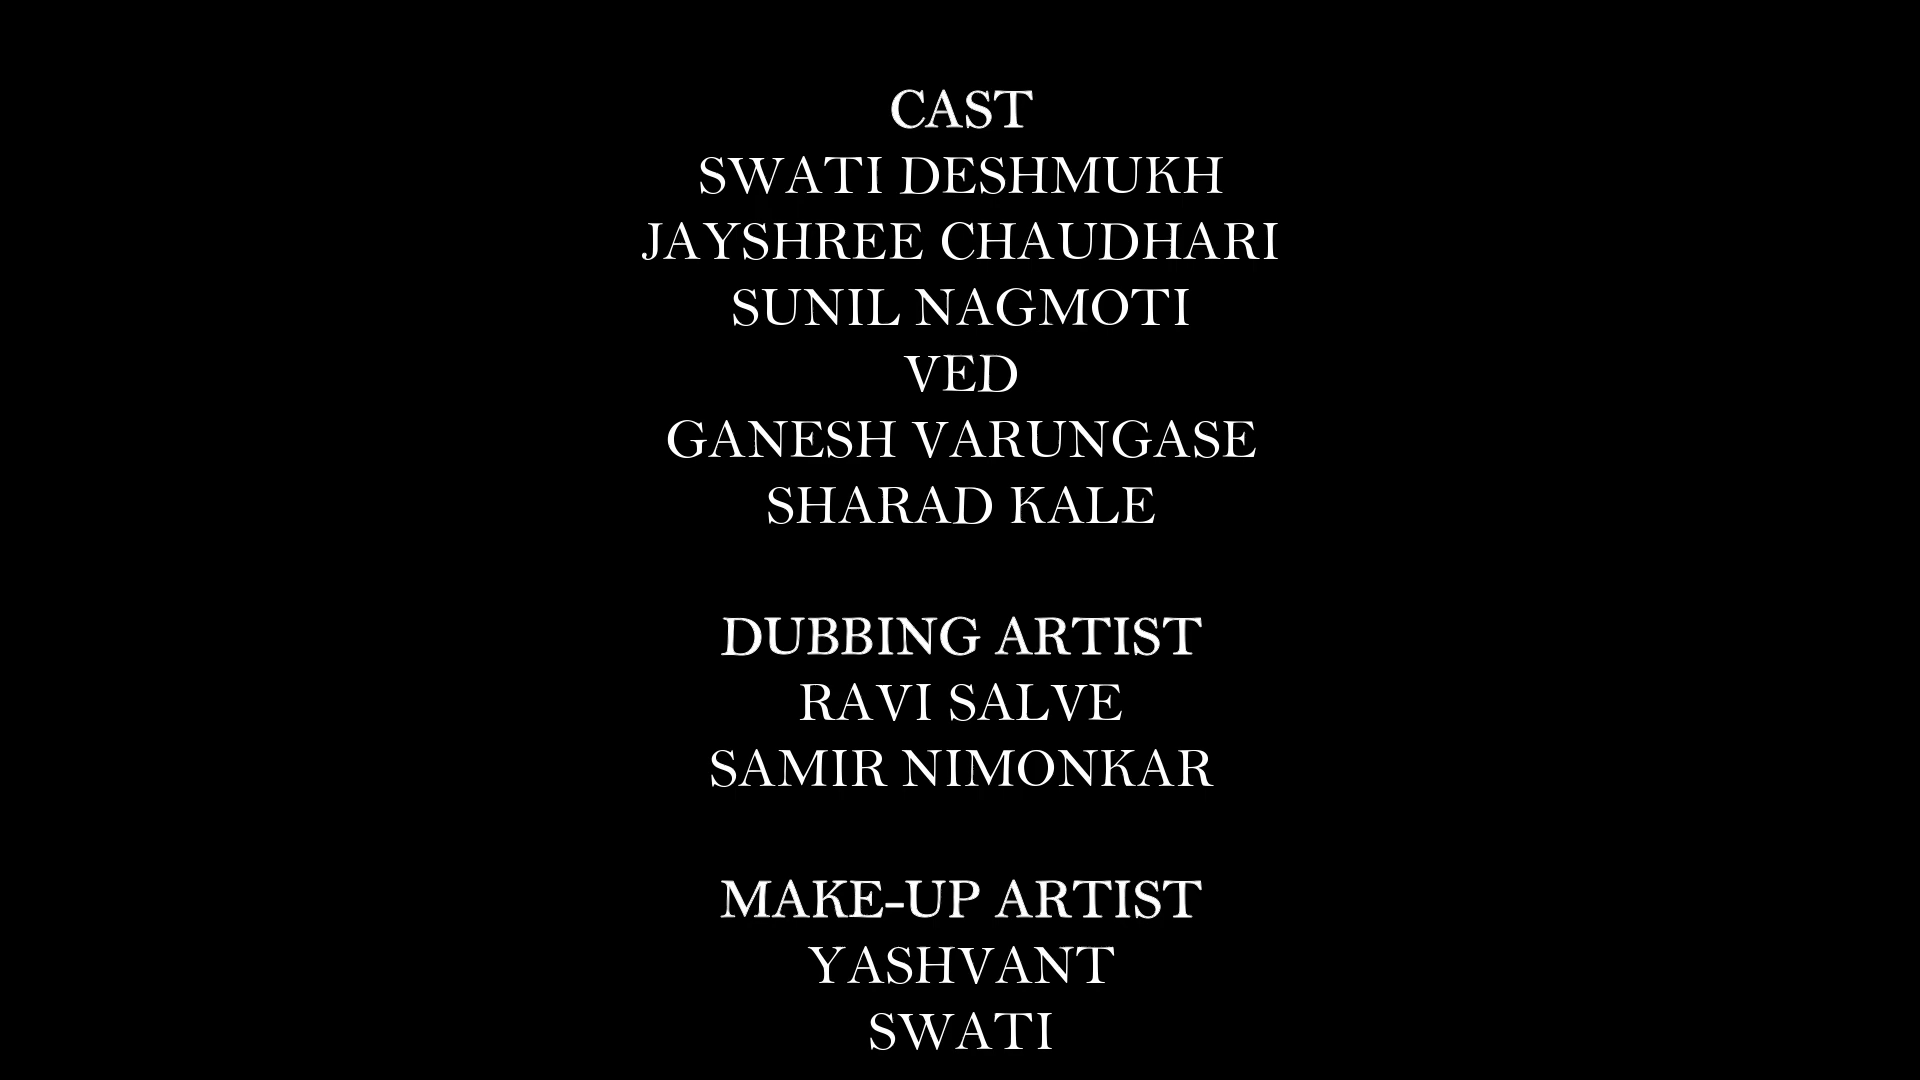 CAST
SWATI DESHMUKH
JAYSHREE CHAUDHARI
SUNIL NAGMOTI
VED
GANESH VARUNGASE
SHARAD KALE
DUBBING ARTIST
RAVI SALVE
SAMIR NIMONKAR
MAKE-UP ARTIST
YASHVANT
SWATI